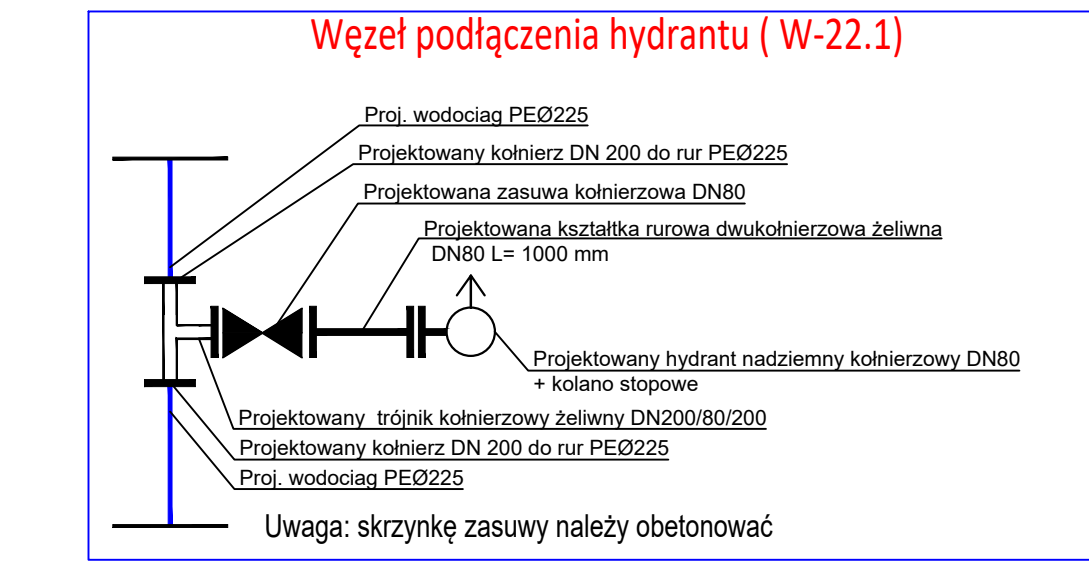 Węzeł podłączenia hydrantu ( W-22.1)
Proj. wodociag PEØ225
Projektowany kołnierz DN 200 do rur PEØ225
Projektowana zasuwa kołnierzowa DN80
Projektowana kształtka rurowa dwukołnierzowa żeliwna
DN80 L= 1000 mm
Projektowany hydrant nadziemny kołnierzowy DN80
+ kolano stopowe
Projektowany trójnik kołnierzowy żeliwny DN200/80/200
Projektowany kołnierz DN 200 do rur PEØ225
Proj. wodociag PEØ225
Uwaga: skrzynkę zasuwy należy obetonować